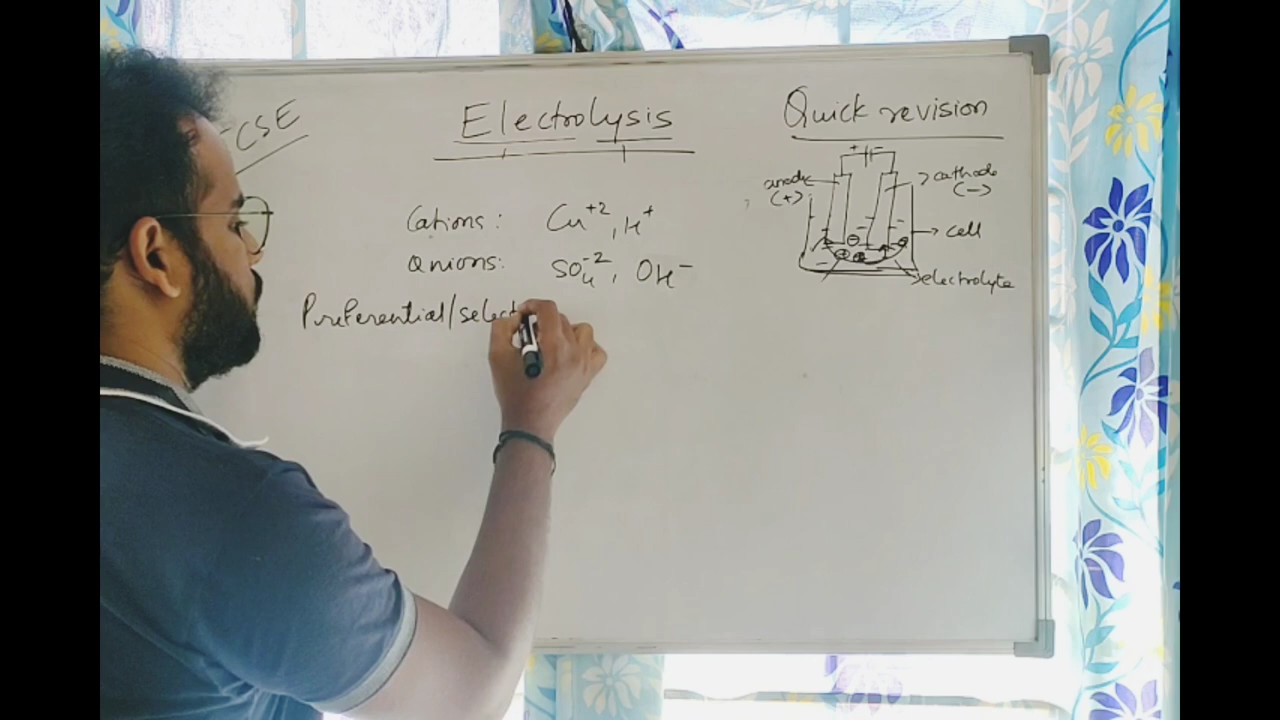 CSE
Electrolysis
Quick revision
Cations: Cu⁺², H⁺
Anions: SO₄⁻², OH⁻
Preferential/select
+ −
anode
(+)
cathode
(−)
cell
electrolyte